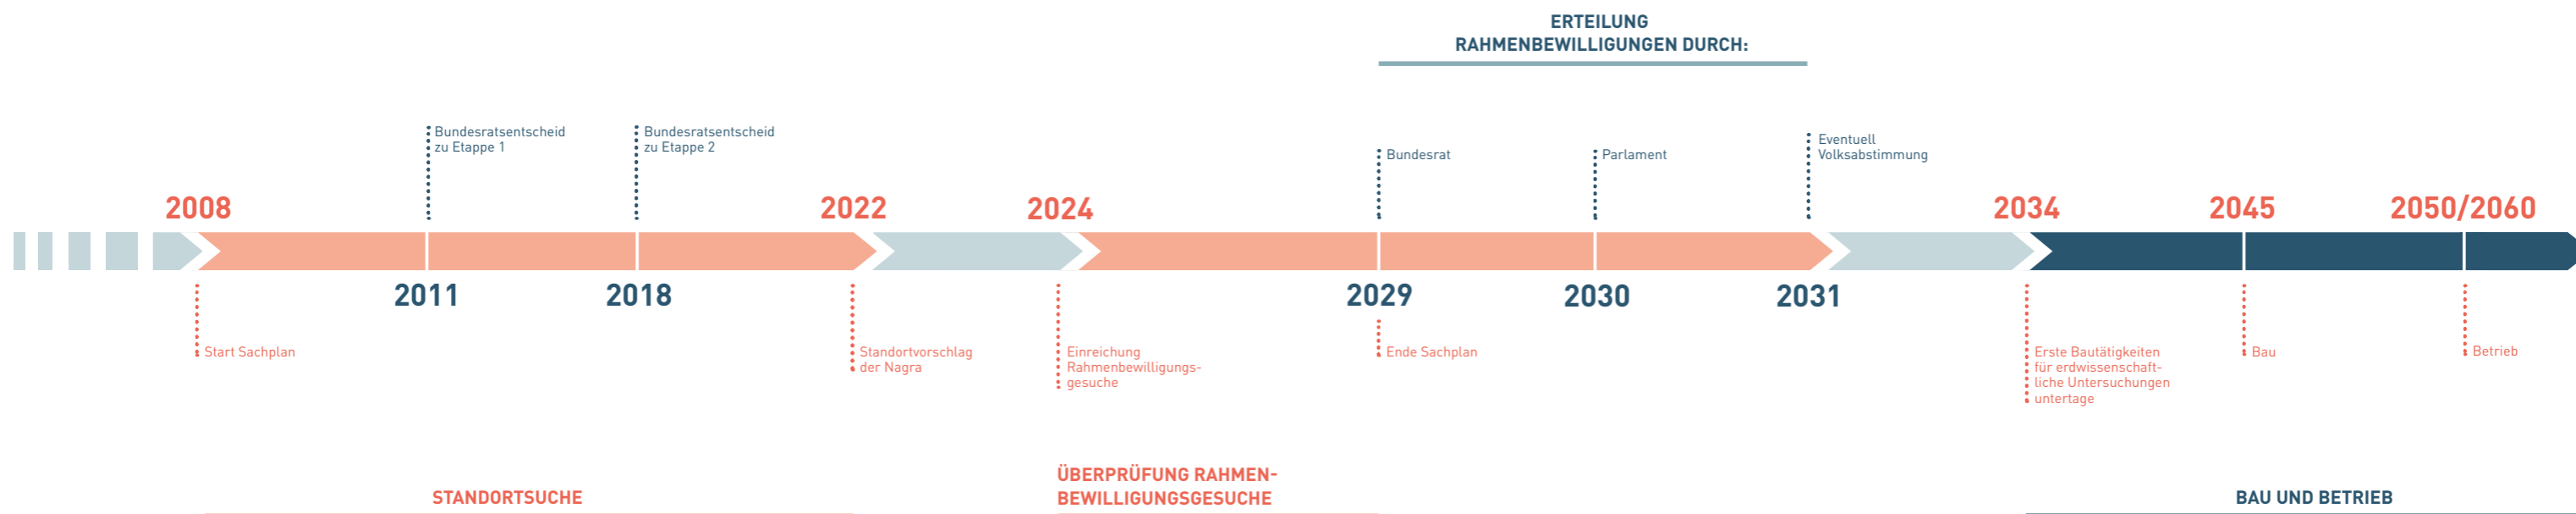 ERTEILUNG
RAHMENBEWILLIGUNGEN DURCH:
Bundesratsentscheid
zu Etappe 1
Bundesratsentscheid
zu Etappe 2
Bundesrat
Parlament
Eventuell
Volksabstimmung
2008
2022
2024
2034
2045
2050/2060
2011
2018
2029
2030
2031
Start Sachplan
Standortvorschlag
der Nagra
Einreichung
Rahmenbewilligungs-
gesuche
Ende Sachplan
Erste Bautätigkeiten
für erdwissenschaft-
liche Untersuchungen
untertage
Bau
Betrieb
STANDORTSUCHE
ÜBERPRÜFUNG RAHMEN-
BEWILLIGUNGSGESUCHE
BAU UND BETRIEB